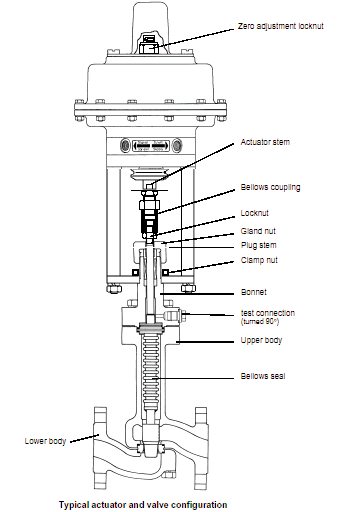 Zero adjustment locknut
Actuator stem
Bellows coupling
Locknut
Gland nut
Plug stem
Clamp nut
Bonnet
test connection
(turned 90°)
Upper body
Bellows seal
Lower body
Typical actuator and valve configuration